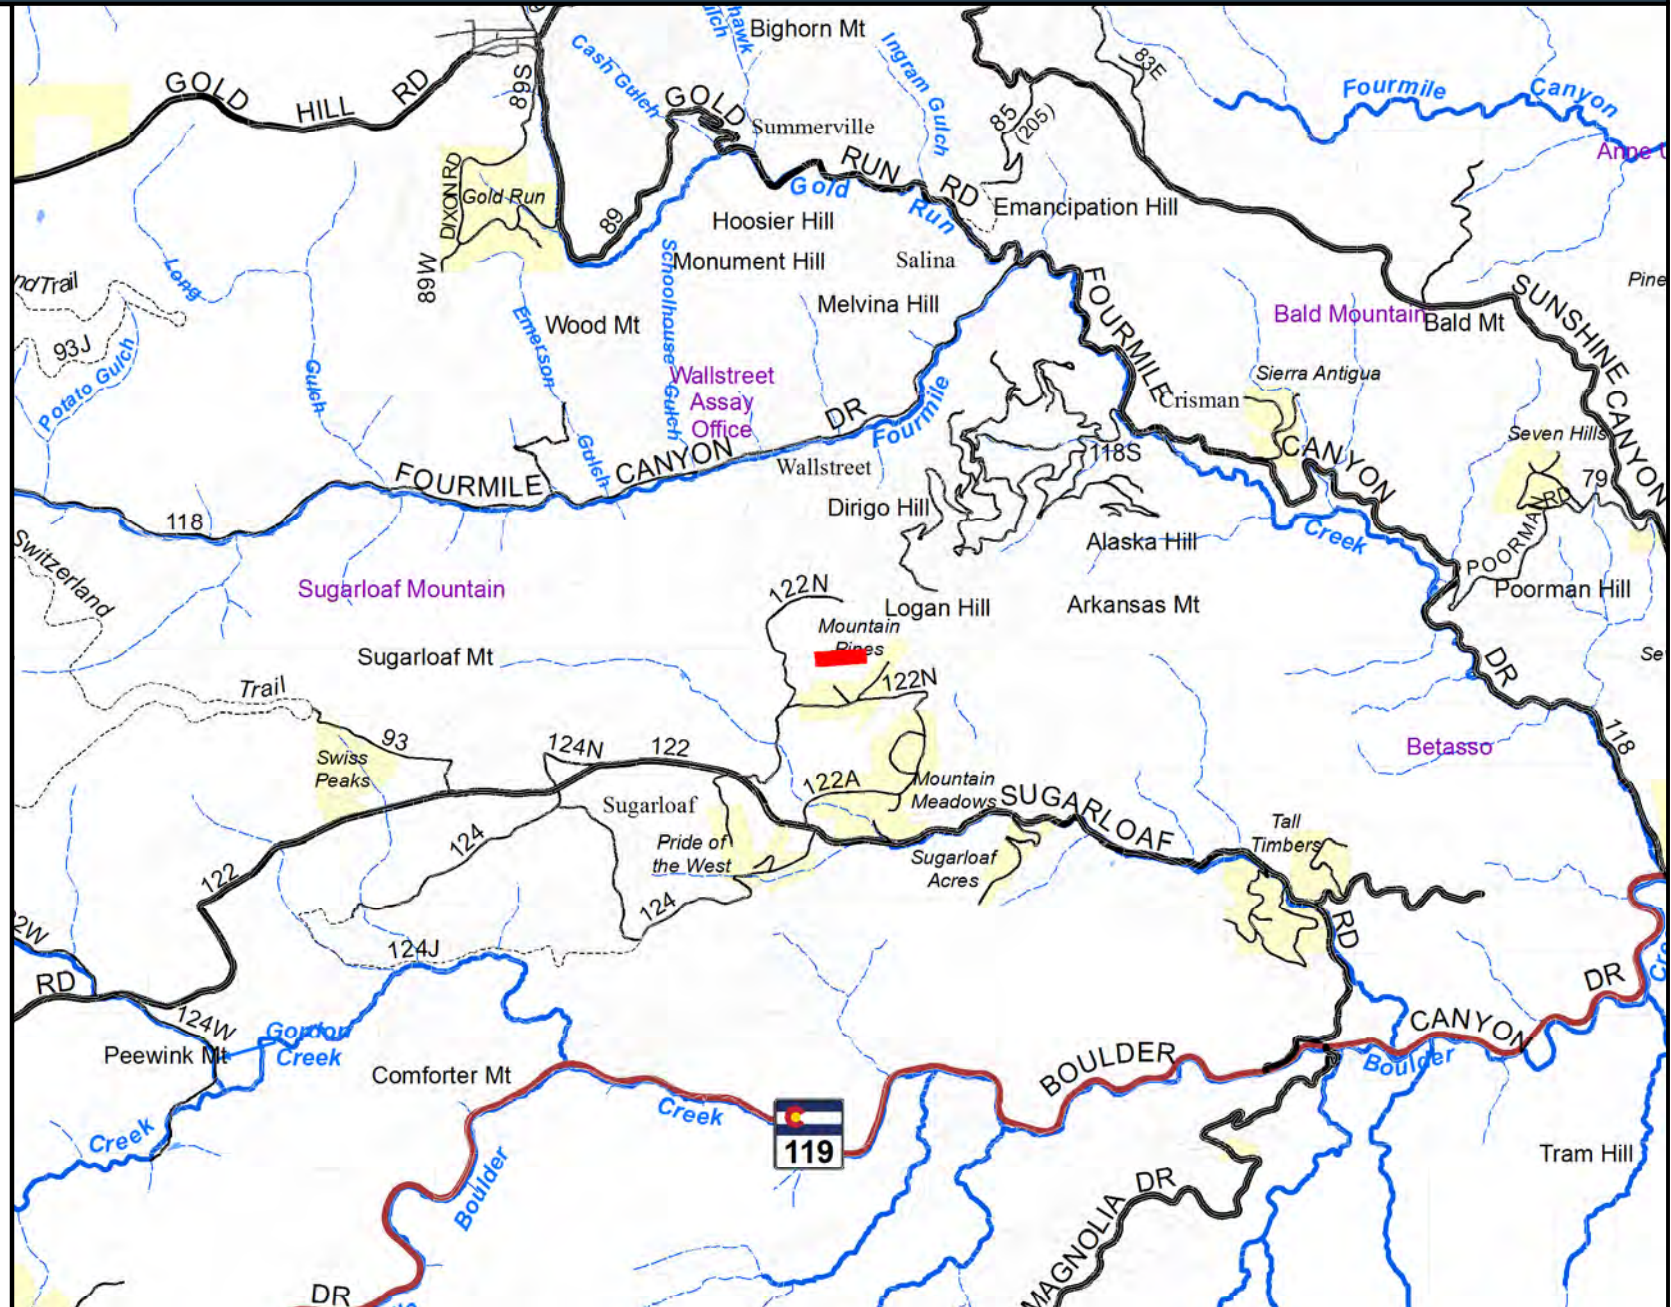 Bighorn Mt
Cash Gulch
Ingram Gulch
83E
Fourmile Canyon
GOLD HILL RD
89S
GOLD RUN RD
Summerville
85
(205)
Anne
DIXON RD
Gold Run
89
Gold Run
Hoosier Hill
Emancipation Hill
89W
Schoolhouse Gulch
Monument Hill
Salina
Long Gulch
Trail
93J
Potato Gulch
Emerson Gulch
Wood Mt
Melvina Hill
FOURMILE CANYON DR
Bald Mountain
Bald Mt
SUNSHINE CANYON
Pine
Wallstreet
Assay
Office
Sierra Antigua
Crisman
Fourmile
Seven Hills
FOURMILE CANYON DR
Wallstreet
118S
79
118
Dirigo Hill
POORMAN RD
Alaska Hill
Creek
Switzerland
Trail
Sugarloaf Mountain
122N
Logan Hill
Arkansas Mt
Poorman Hill
Mountain
Pines
Sugarloaf Mt
122N
93
124N
122
Betasso
118
Swiss
Peaks
122A
Mountain
Meadows
SUGARLOAF RD
Sugarloaf
Tall
Timbers
124
Pride of
the West
Sugarloaf
Acres
122
124
124J
RD
124W
Gordon
Creek
Peewink Mt
Comforter Mt
Creek
BOULDER CANYON DR
Boulder
119
Creek
Boulder
Tram Hill
MAGNOLIA DR
DR